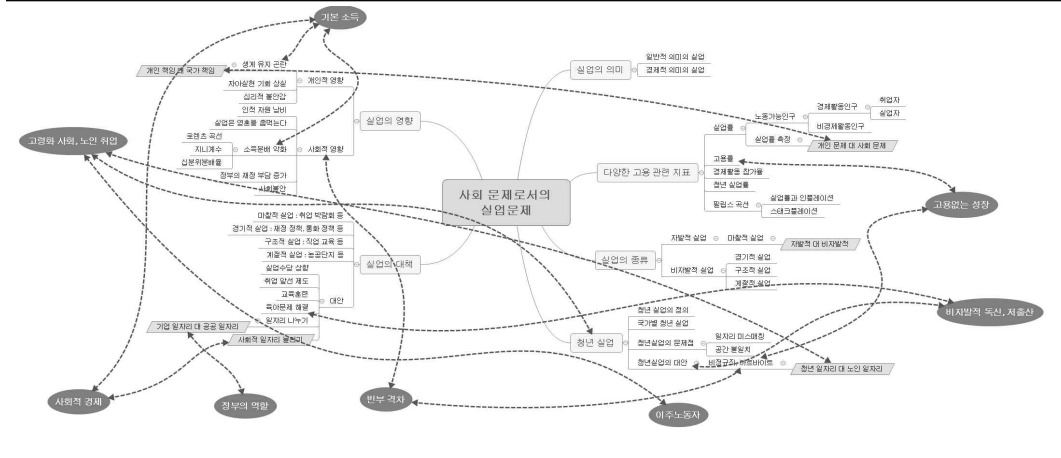 기본 소득
개인 책임 대 국가 책임
생계 유지 곤란
자아실현 기회 상실
심리적 불안감
개인적 영향
인적 자원 낭비
실업은 영혼을 좀먹는다
로렌츠 곡선
지니계수
십분위분배율
소득분배 악화
정부의 재정 부담 증가
사회불안
사회적 영향
실업의 영향
고령화 사회, 노인 취업
마찰적 실업 : 취업 박람회 등
경기적 실업 : 재정 정책, 통화 정책 등
구조적 실업 : 직업 교육 등
계절적 실업 : 농공단지 등
실업수당 상향
취업 알선 제도
교육훈련
육아문제 해결
일자리 나누기
대안
실업의 대책
기업 일자리 대 공공 일자리
사회적 일자리 늘리기
사회적 경제
정부의 역할
빈부 격차
사회 문제로서의
실업문제
실업의 의미
일반적 의미의 실업
경제적 의미의 실업
다양한 고용 관련 지표
실업률
노동가능인구
경제활동인구
취업자
실업자
비경제활동인구
실업률 측정
개인 문제 대 사회 문제
고용률
경제활동 참가율
청년 실업률
필립스 곡선
실업률과 인플레이션
스태그플레이션
고용없는 성장
실업의 종류
자발적 실업
마찰적 실업
자발적 대 비자발적
비자발적 실업
경기적 실업
구조적 실업
계절적 실업
비자발적 독신, 저출산
청년 실업
청년 실업의 정의
국가별 청년 실업
청년실업의 문제점
일자리 미스매칭
공간 불일치
청년실업의 대안
비정규직, 아르바이트
청년 일자리 대 노인 일자리
이주노동자